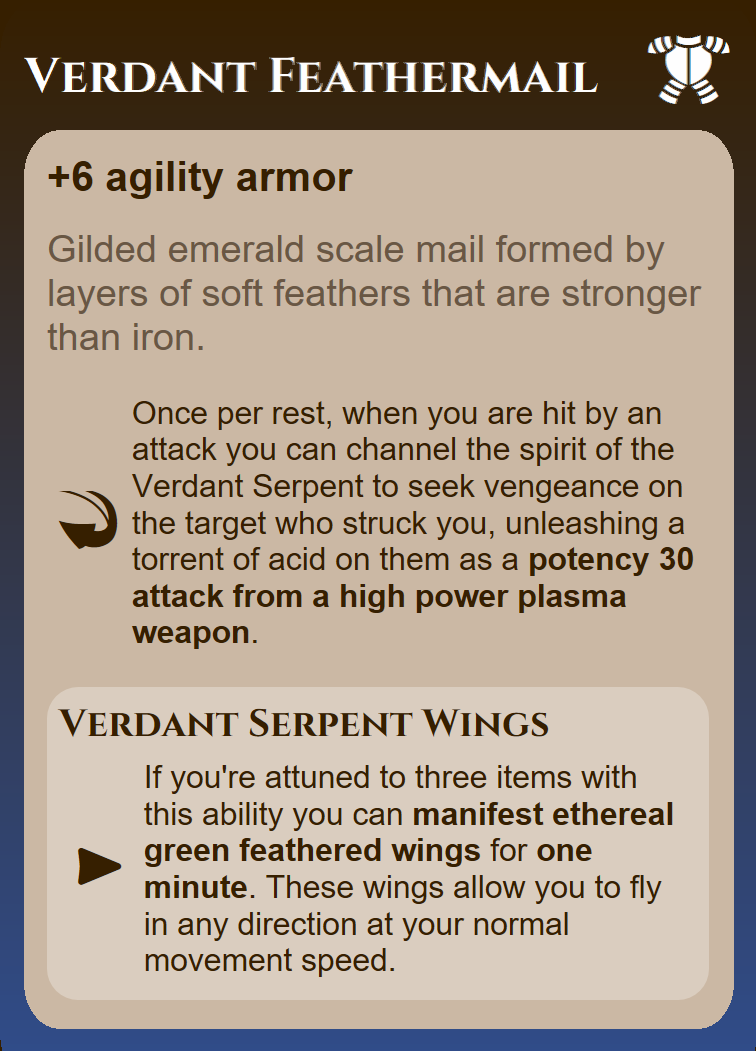 Verdant Feathermail
+6 agility armor
Gilded emerald scale mail formed by
layers of soft feathers that are stronger
than iron.
Once per rest, when you are hit by an
attack you can channel the spirit of the
Verdant Serpent to seek vengeance on
the target who struck you, unleashing a
torrent of acid on them as a potency 30
attack from a high power plasma
weapon.
Verdant Serpent Wings
If you're attuned to three items with
this ability you can manifest ethereal
green feathered wings for one
minute. These wings allow you to fly
in any direction at your normal
movement speed.